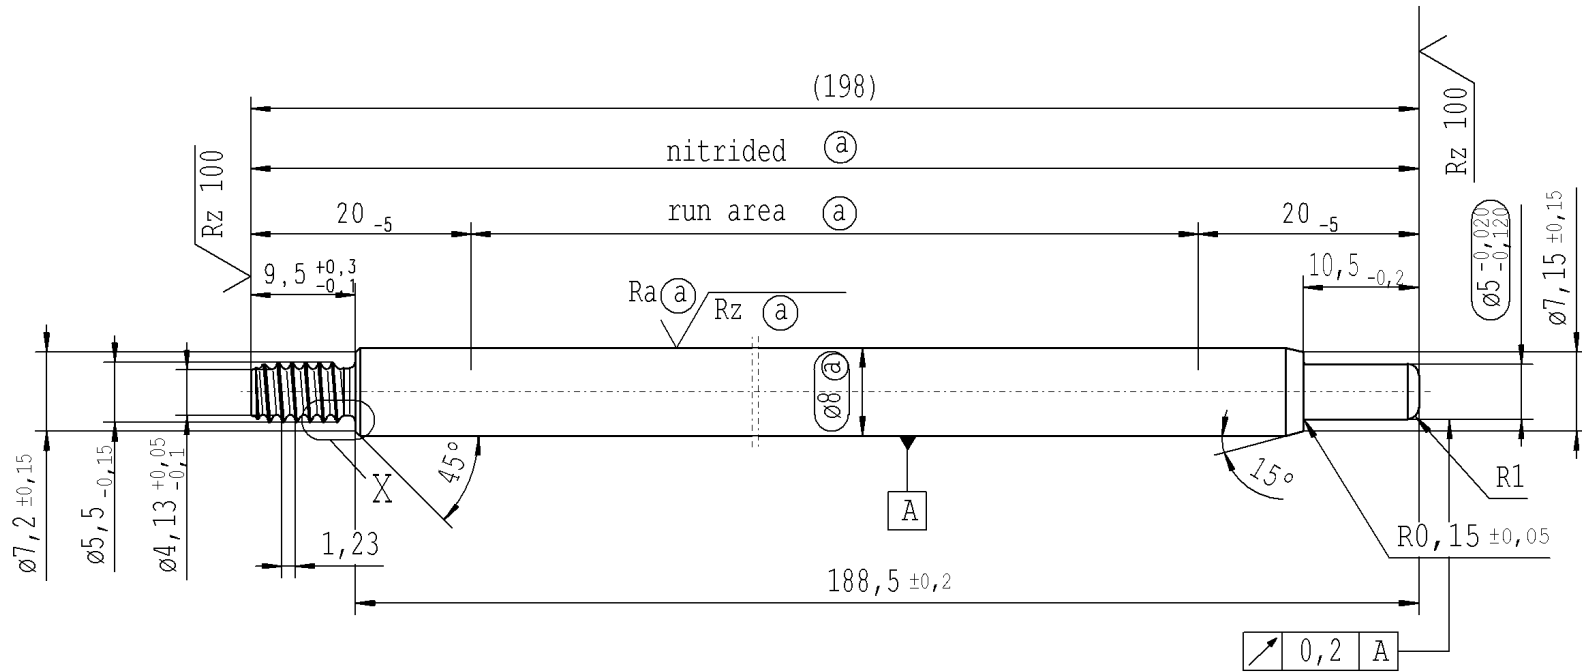 (198)
nitrided a
Rz 100
Rz 100
20 -5
run area a
20 -5
9,5 +0,3 -0,1
10,5 -0,2
ø5 -0,020 -0,120
ø7,15 ±0,15
Ra a
Rz a
ø8 a
ø7,2 ±0,15
ø5,5 -0,15
ø4,13 +0,05 -0,1
X
45°
15°
A
R1
R0,15 ±0,05
1,23
188,5 ±0,2
0,2 A